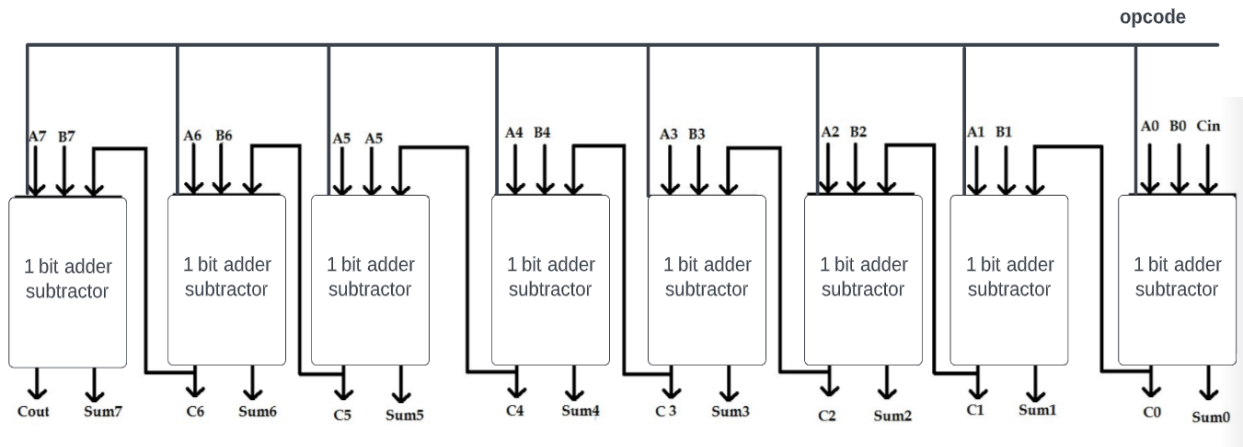 opcode
A7 B7
A6 B6
A5 A5
A4 B4
A3 B3
A2 B2
A1 B1
A0 B0 Cin
1 bit adder
subtractor
1 bit adder
subtractor
1 bit adder
subtractor
1 bit adder
subtractor
1 bit adder
subtractor
1 bit adder
subtractor
1 bit adder
subtractor
1 bit adder
subtractor
Cout Sum7
C6 Sum6
C5 Sum5
C4 Sum4
C 3 Sum3
C2 Sum2
C1 Sum1
C0 Sum0